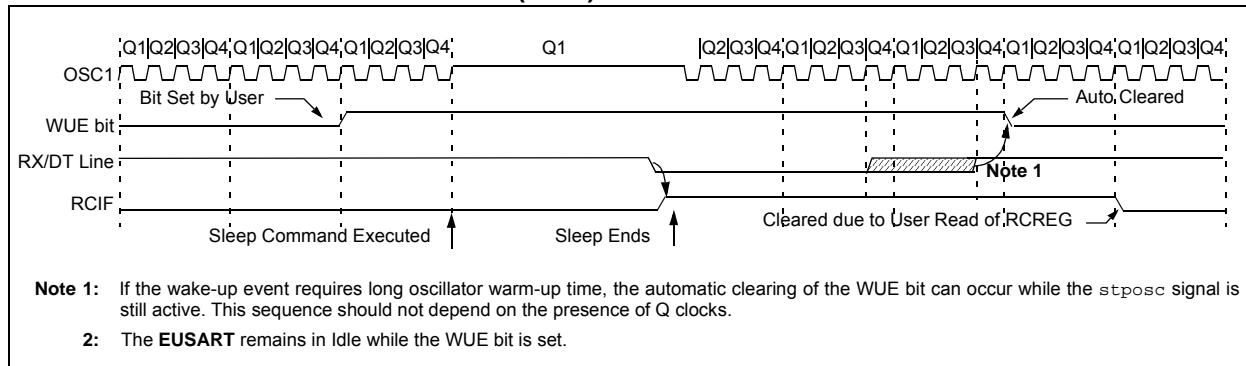 Q1|Q2|Q3|Q4|Q1|Q2|Q3|Q4|Q1|Q2|Q3|Q4 Q1 |Q2|Q3|Q4|Q1|Q2|Q3|Q4|Q1|Q2|Q3|Q4|Q1|Q2|Q3|Q4|Q1|Q2|Q3|Q4
OSC1
Bit Set by User
Auto Cleared
WUE bit
RX/DT Line
Note 1
RCIF
Cleared due to User Read of RCREG
Sleep Command Executed
Sleep Ends
Note 1: If the wake-up event requires long oscillator warm-up time, the automatic clearing of the WUE bit can occur while the stposc signal is
still active. This sequence should not depend on the presence of Q clocks.
2: The EUSART remains in Idle while the WUE bit is set.